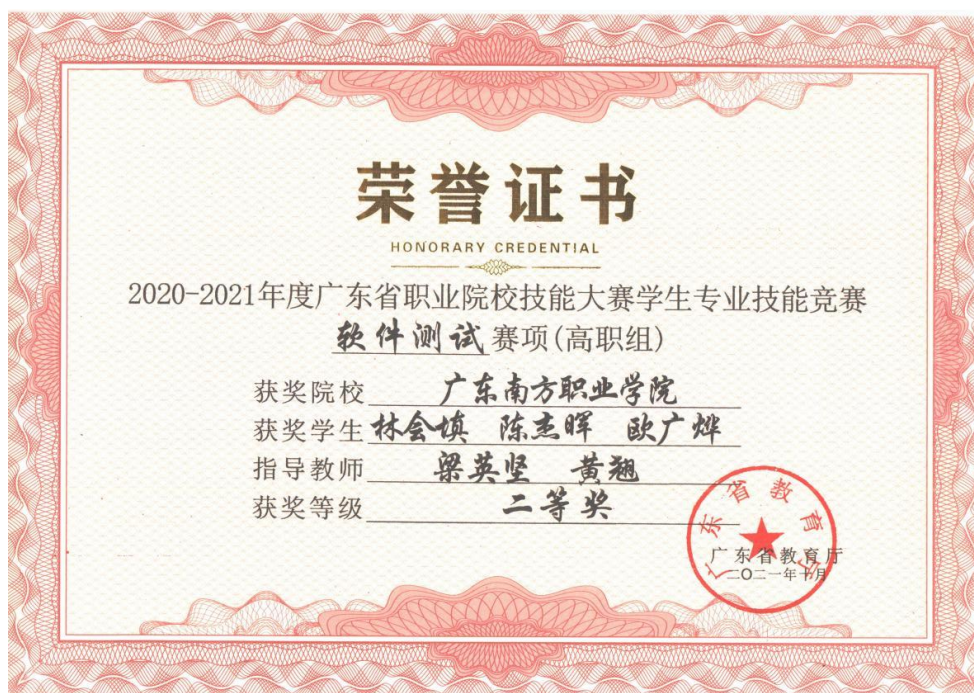 荣誉证书
HONORARY CREDENTIAL
2020-2021年度广东省职业院校技能大赛学生专业技能竞赛
软件测试赛项(高职组)
获奖院校 广东南方职业学院
获奖学生 林会填 陈杰晖 欧广烨
指导教师 梁英坚 黄翘
获奖等级 二等奖
广东省教育厅
广东省教育厅
二〇二一年十月